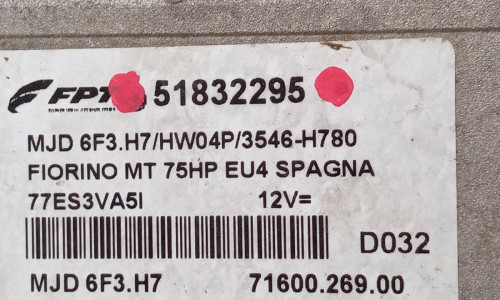 FPT 51832295
MJD 6F3.H7/HW04P/3546-H780
FIORINO MT 75HP EU4 SPAGNA
77ES3VA5I 12V=
D032
MJD 6F3.H7 71600.269.00